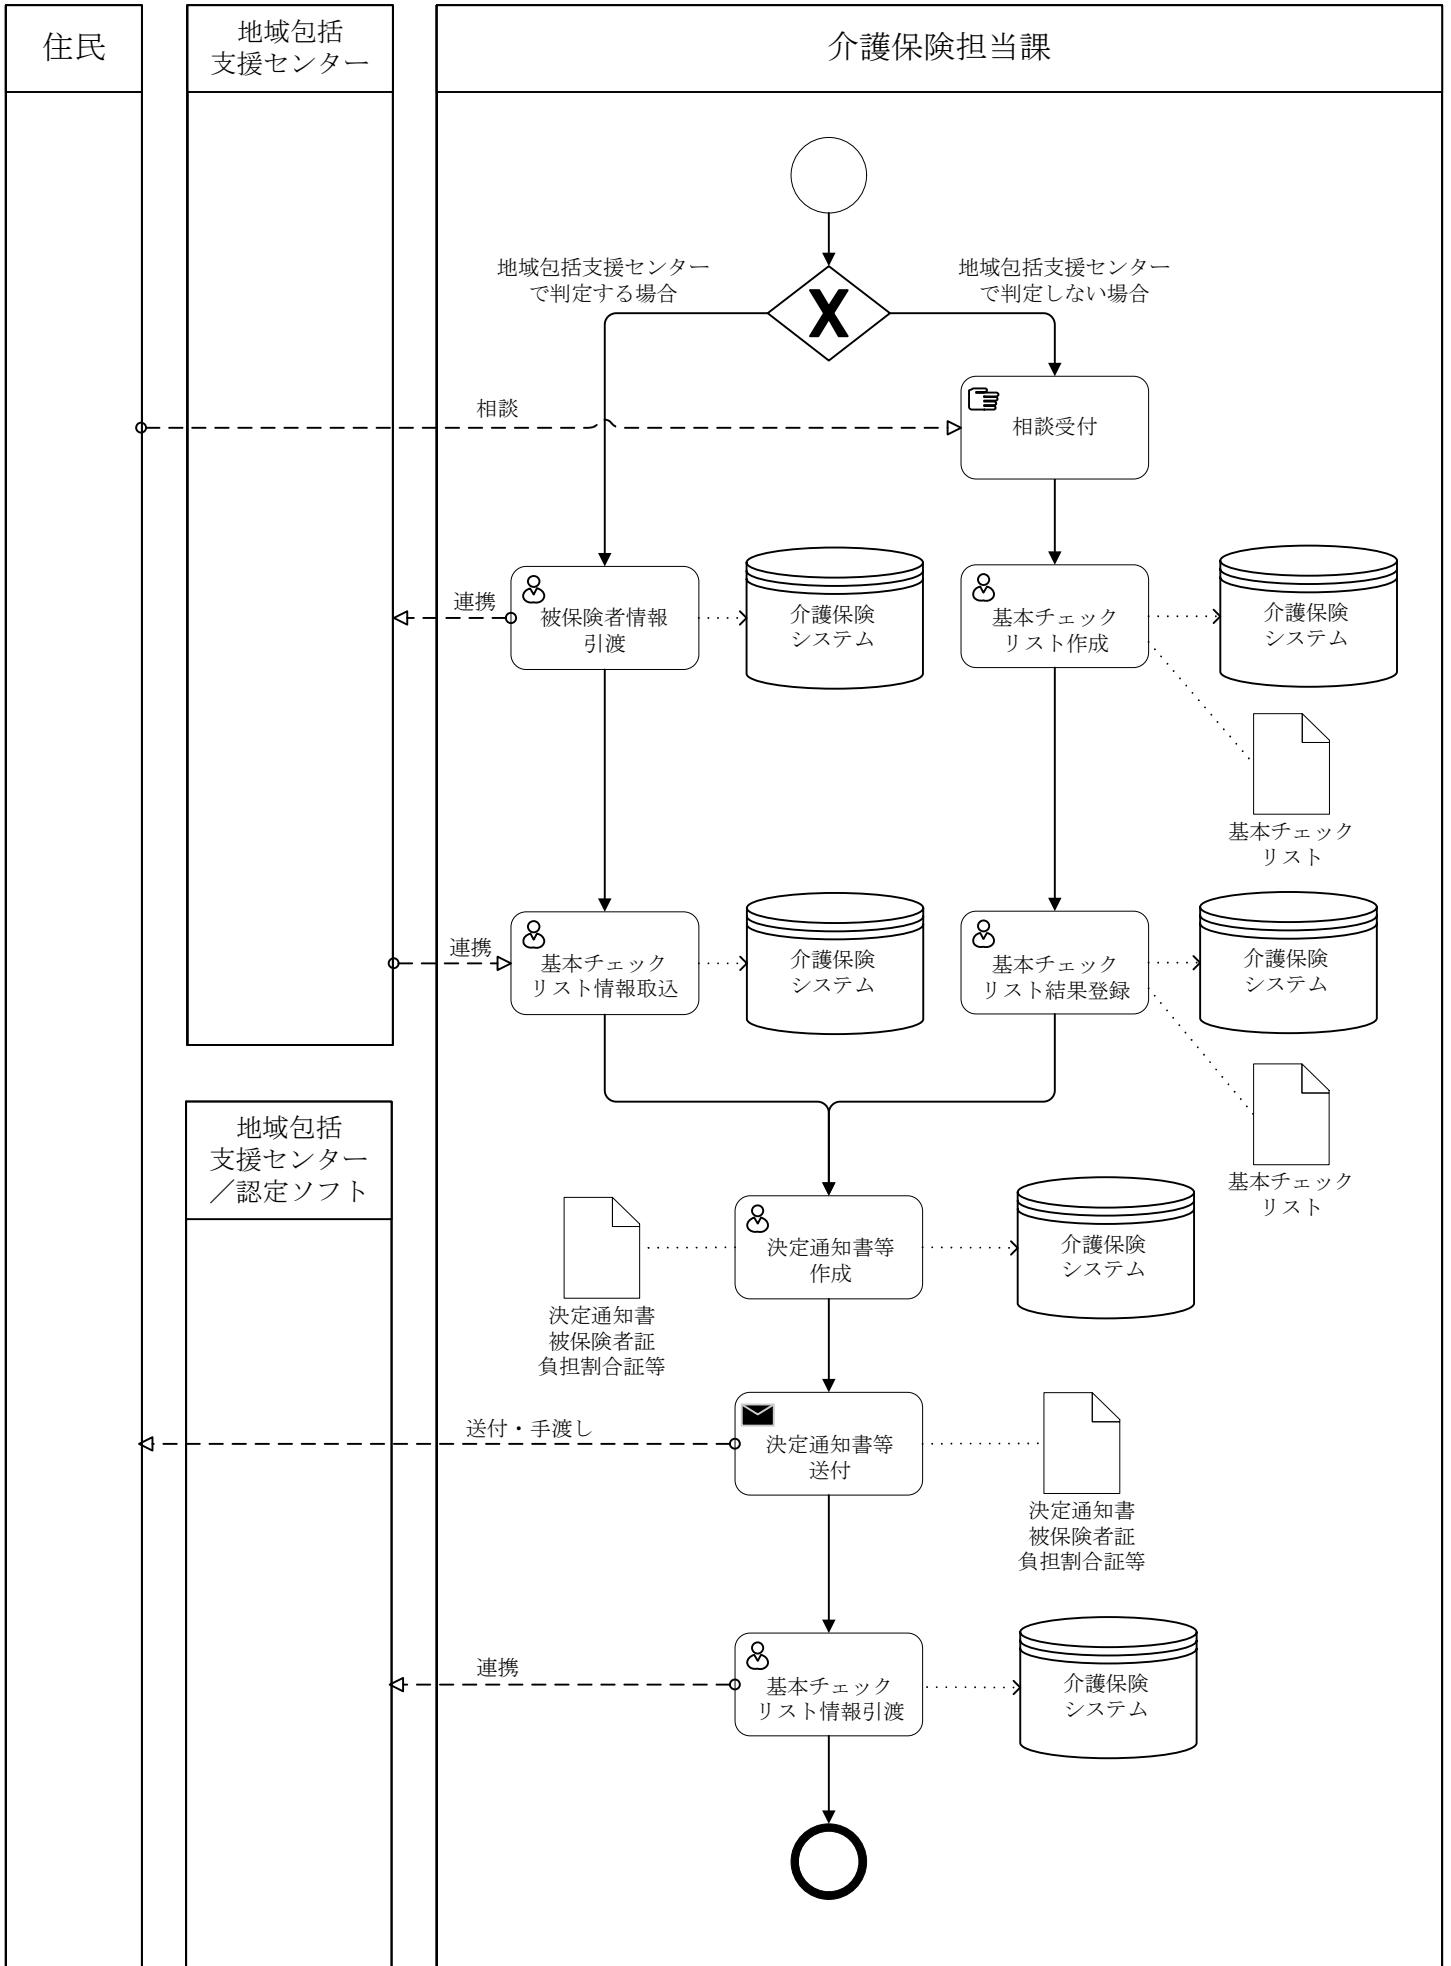 住民
地域包括
支援センター
介護保険担当課
地域包括支援センター
で判定する場合
地域包括支援センター
で判定しない場合
相談
相談受付
連携
被保険者情報
引渡
介護保険
システム
基本チェック
リスト作成
介護保険
システム
基本チェック
リスト
連携
基本チェック
リスト情報取込
介護保険
システム
基本チェック
リスト結果登録
介護保険
システム
基本チェック
リスト
地域包括
支援センター
／認定ソフト
決定通知書等
作成
介護保険
システム
決定通知書
被保険者証
負担割合証等
送付・手渡し
決定通知書等
送付
決定通知書
被保険者証
負担割合証等
連携
基本チェック
リスト情報引渡
介護保険
システム